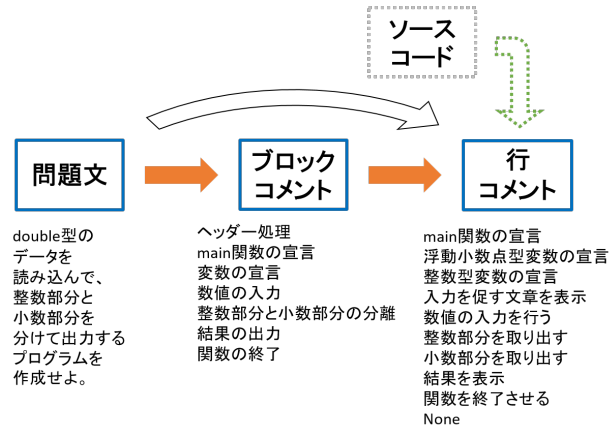 ソース
コード
問題文
ブロック
コメント
行
コメント
double型の
データを
読み込んで、
整数部分と
小数部分を
分けて出力する
プログラムを
作成せよ。
ヘッダー処理
main関数の宣言
変数の宣言
数値の入力
整数部分と小数部分の分離
結果の出力
関数の終了
main関数の宣言
浮動小数点型変数の宣言
整数型変数の宣言
入力を促す文章を表示
数値の入力を行う
整数部分を取り出す
小数部分を取り出す
結果を表示
関数を終了させる
None